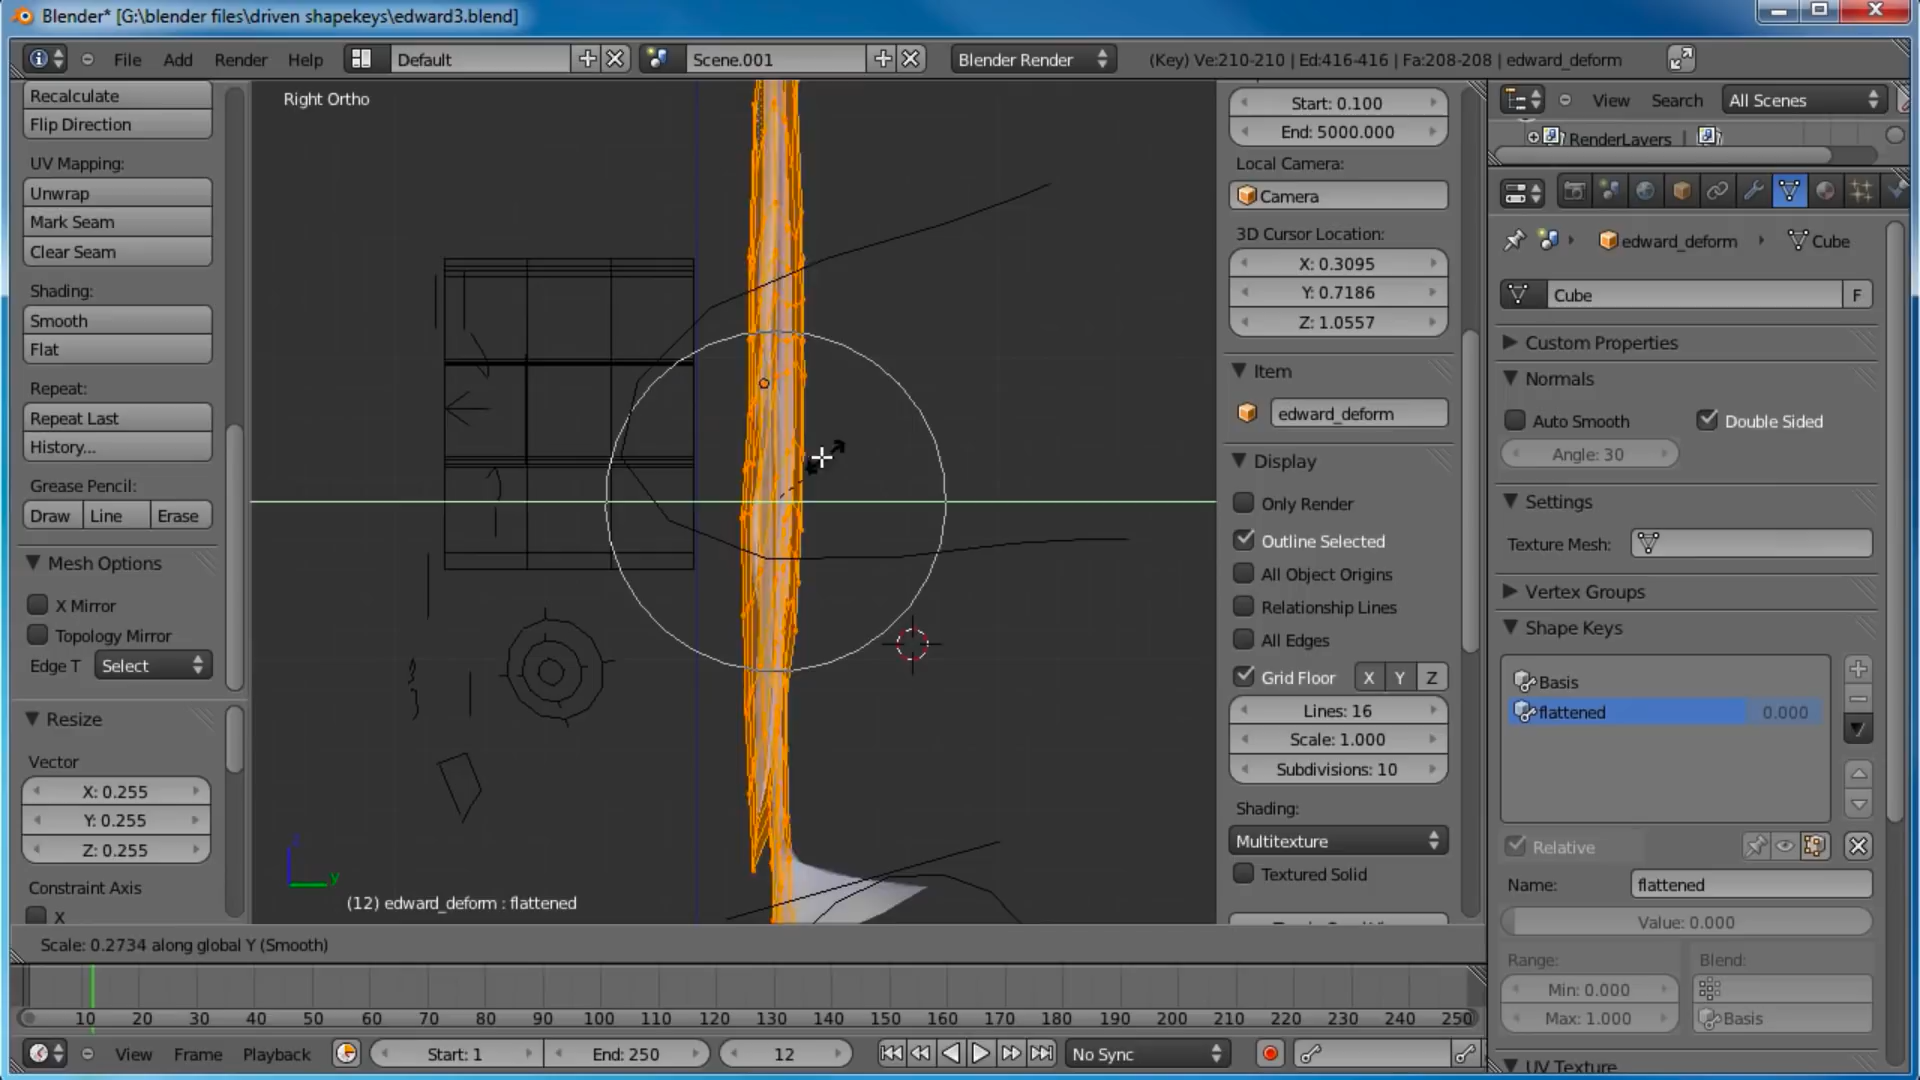 Blender* [G:\blender files\driven shapekeys\edward3.blend]
File Add Render Help Default Scene.001 Blender Render (Key) Ve:210-210 | Ed:416-416 | Fa:208-208 | edward_deform
Recalculate
Flip Direction
UV Mapping:
Unwrap
Mark Seam
Clear Seam
Shading:
Smooth
Flat
Repeat:
Repeat Last
History...
Grease Pencil:
Draw Line Erase
Mesh Options
X Mirror
Topology Mirror
Edge T Select
Resize
Vector
X: 0.255
Y: 0.255
Z: 0.255
Constraint Axis
X
Right Ortho
y
(12) edward_deform : flattened
Scale: 0.2734 along global Y (Smooth)
Start: 0.100
End: 5000.000
Local Camera:
Camera
3D Cursor Location:
X: 0.3095
Y: 0.7186
Z: 1.0557
Item
edward_deform
Display
Only Render
Outline Selected
All Object Origins
Relationship Lines
All Edges
Grid Floor X Y Z
Lines: 16
Scale: 1.000
Subdivisions: 10
Shading:
Multitexture
Textured Solid
View Search All Scenes
RenderLayers |
edward_deform Cube
Cube F
Custom Properties
Normals
Auto Smooth Double Sided
Angle: 30
Settings
Texture Mesh:
Vertex Groups
Shape Keys
Basis
flattened 0.000
Relative
Name: flattened
Value: 0.000
Range: Blend:
Min: 0.000
Max: 1.000 Basis
UV Texture
10 20 30 40 50 60 70 80 90 100 110 120 130 140 150 160 170 180 190 200 210 220 230 240 250
View Frame Playback Start: 1 End: 250 12 No Sync